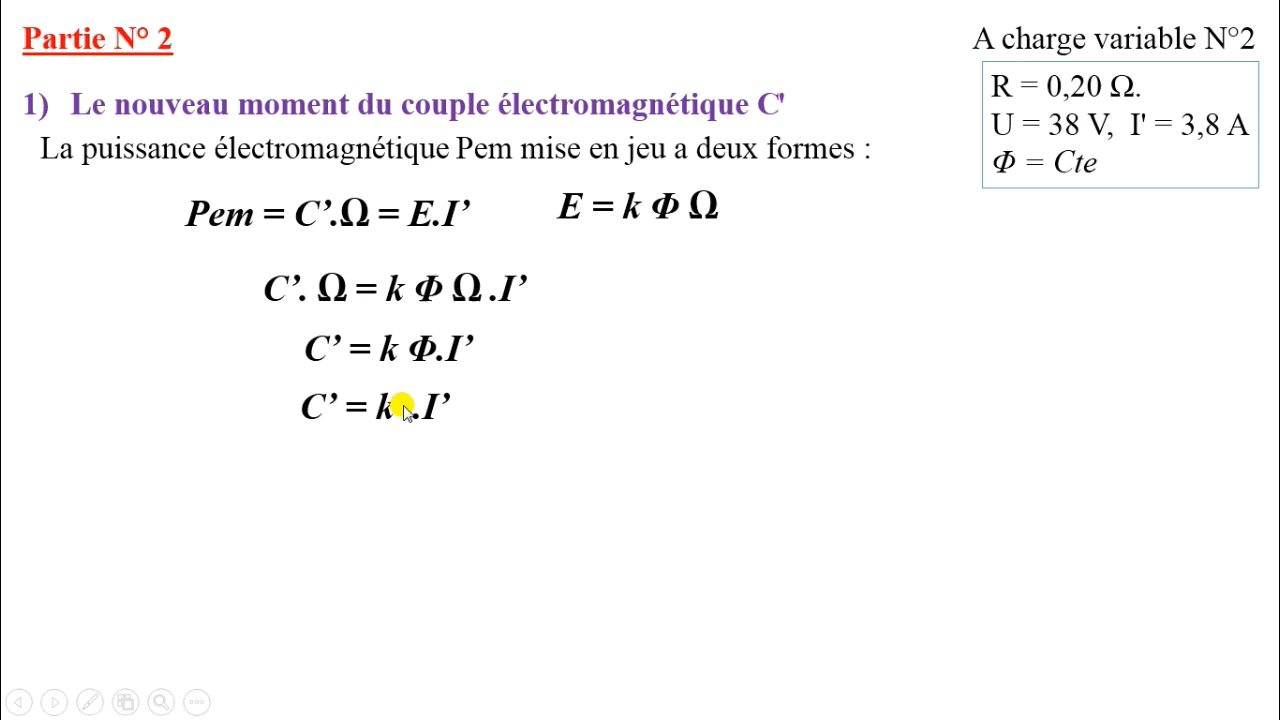 Partie N° 2
A charge variable N°2
R = 0,20 Ω.
U = 38 V, I' = 3,8 A
Φ = Cte
1) Le nouveau moment du couple électromagnétique C'
La puissance électromagnétique Pem mise en jeu a deux formes :
Pem = C’.Ω = E.I’
E = k Φ Ω
C’. Ω = k Φ Ω .I’
C’ = k Φ.I’
C’ = k .I’